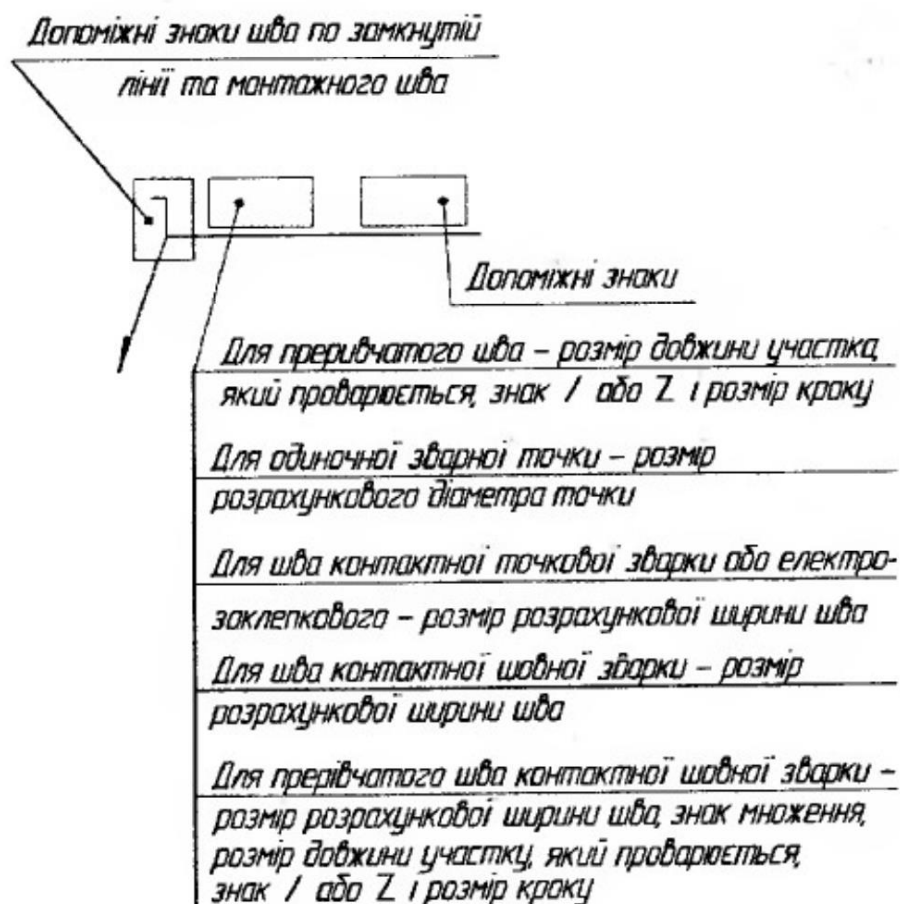 Допоміжні знаки шва по замкнутій
лінії та монтажного шва
Допоміжні знаки
Для преривчатого шва – розмір довжини участка,
який проварюється, знак / або Z і розмір кроку
Для одиночної зварної точки – розмір
розрахункового діаметра точки
Для шва контактної точкової зварки або електро-
заклепкового – розмір розрахункової ширини шва
Для шва контактної шовної зварки – розмір
розрахункової ширини шва
Для прерівчатого шва контактної шовної зварки –
розмір розрахункової ширини шва, знак множення,
розмір довжини участку, який проварюється,
знак / або Z і розмір кроку